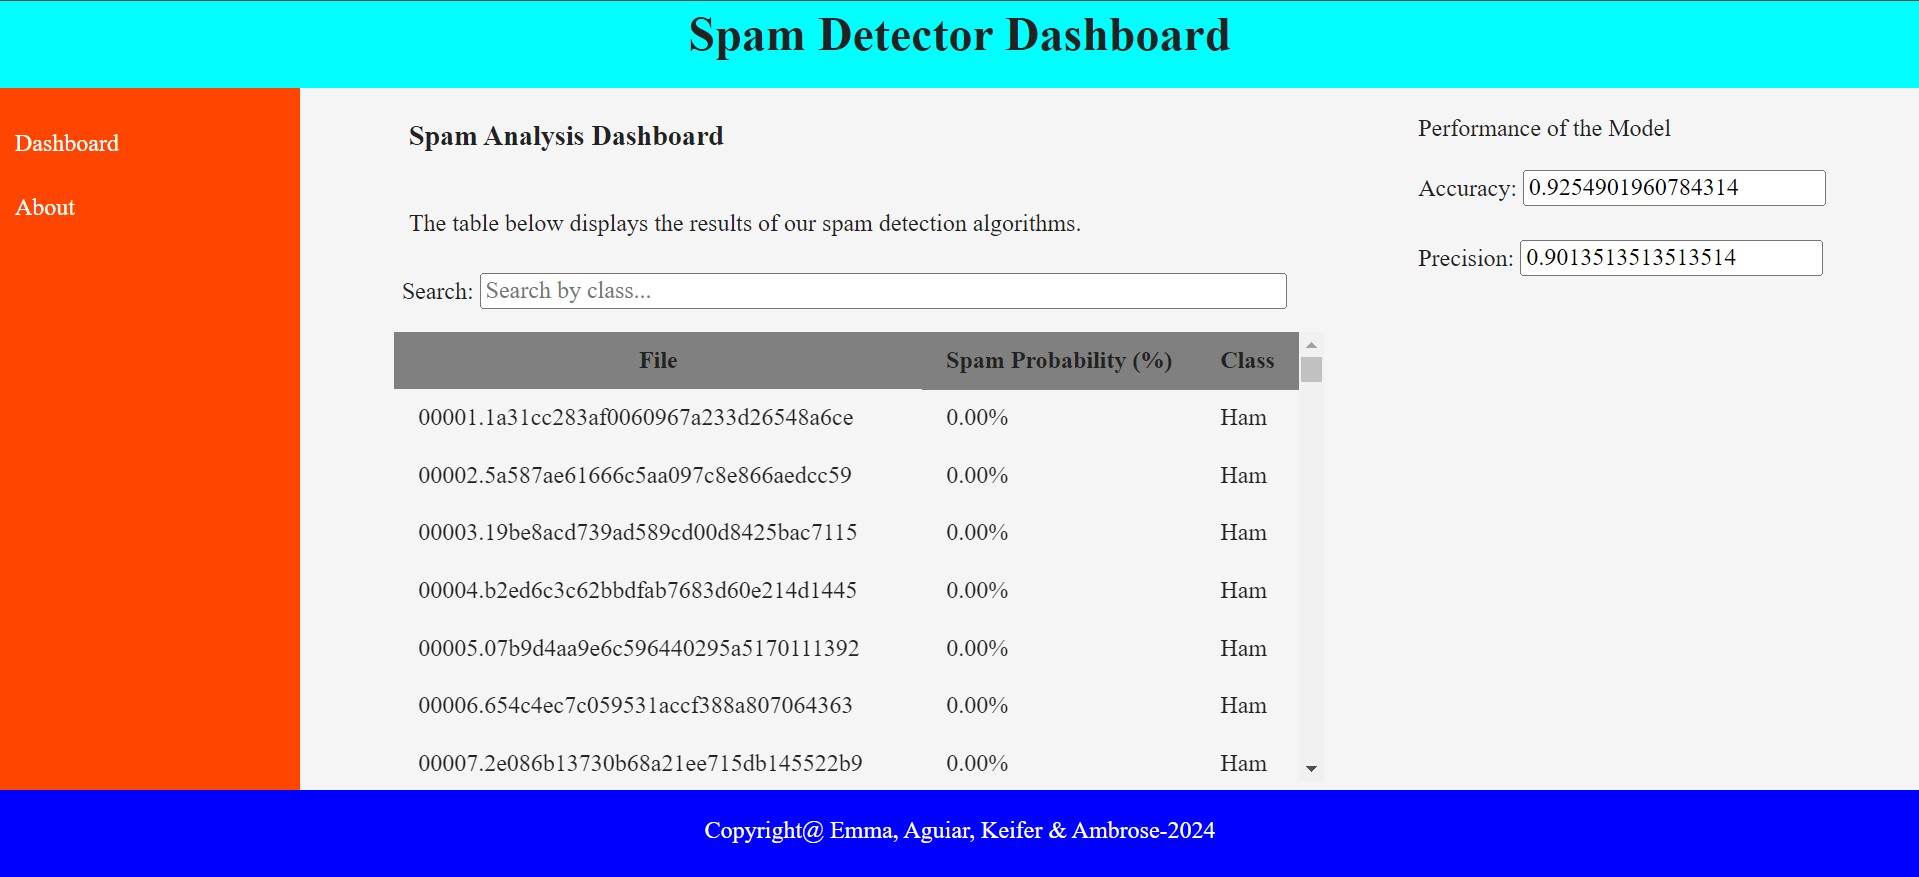 Spam Detector Dashboard
Dashboard
About
Spam Analysis Dashboard
The table below displays the results of our spam detection algorithms.
Search: Search by class...
File Spam Probability (%) Class
00001.1a31cc283af0060967a233d26548a6ce 0.00% Ham
00002.5a587ae61666c5aa097c8e866aedcc59 0.00% Ham
00003.19be8acd739ad589cd00d8425bac7115 0.00% Ham
00004.b2ed6c3c62bbdfab7683d60e214d1445 0.00% Ham
00005.07b9d4aa9e6c596440295a5170111392 0.00% Ham
00006.654c4ec7c059531accf388a807064363 0.00% Ham
00007.2e086b13730b68a21ee715db145522b9 0.00% Ham
Performance of the Model
Accuracy: 0.9254901960784314
Precision: 0.9013513513513514
Copyright@ Emma, Aguiar, Keifer & Ambrose-2024